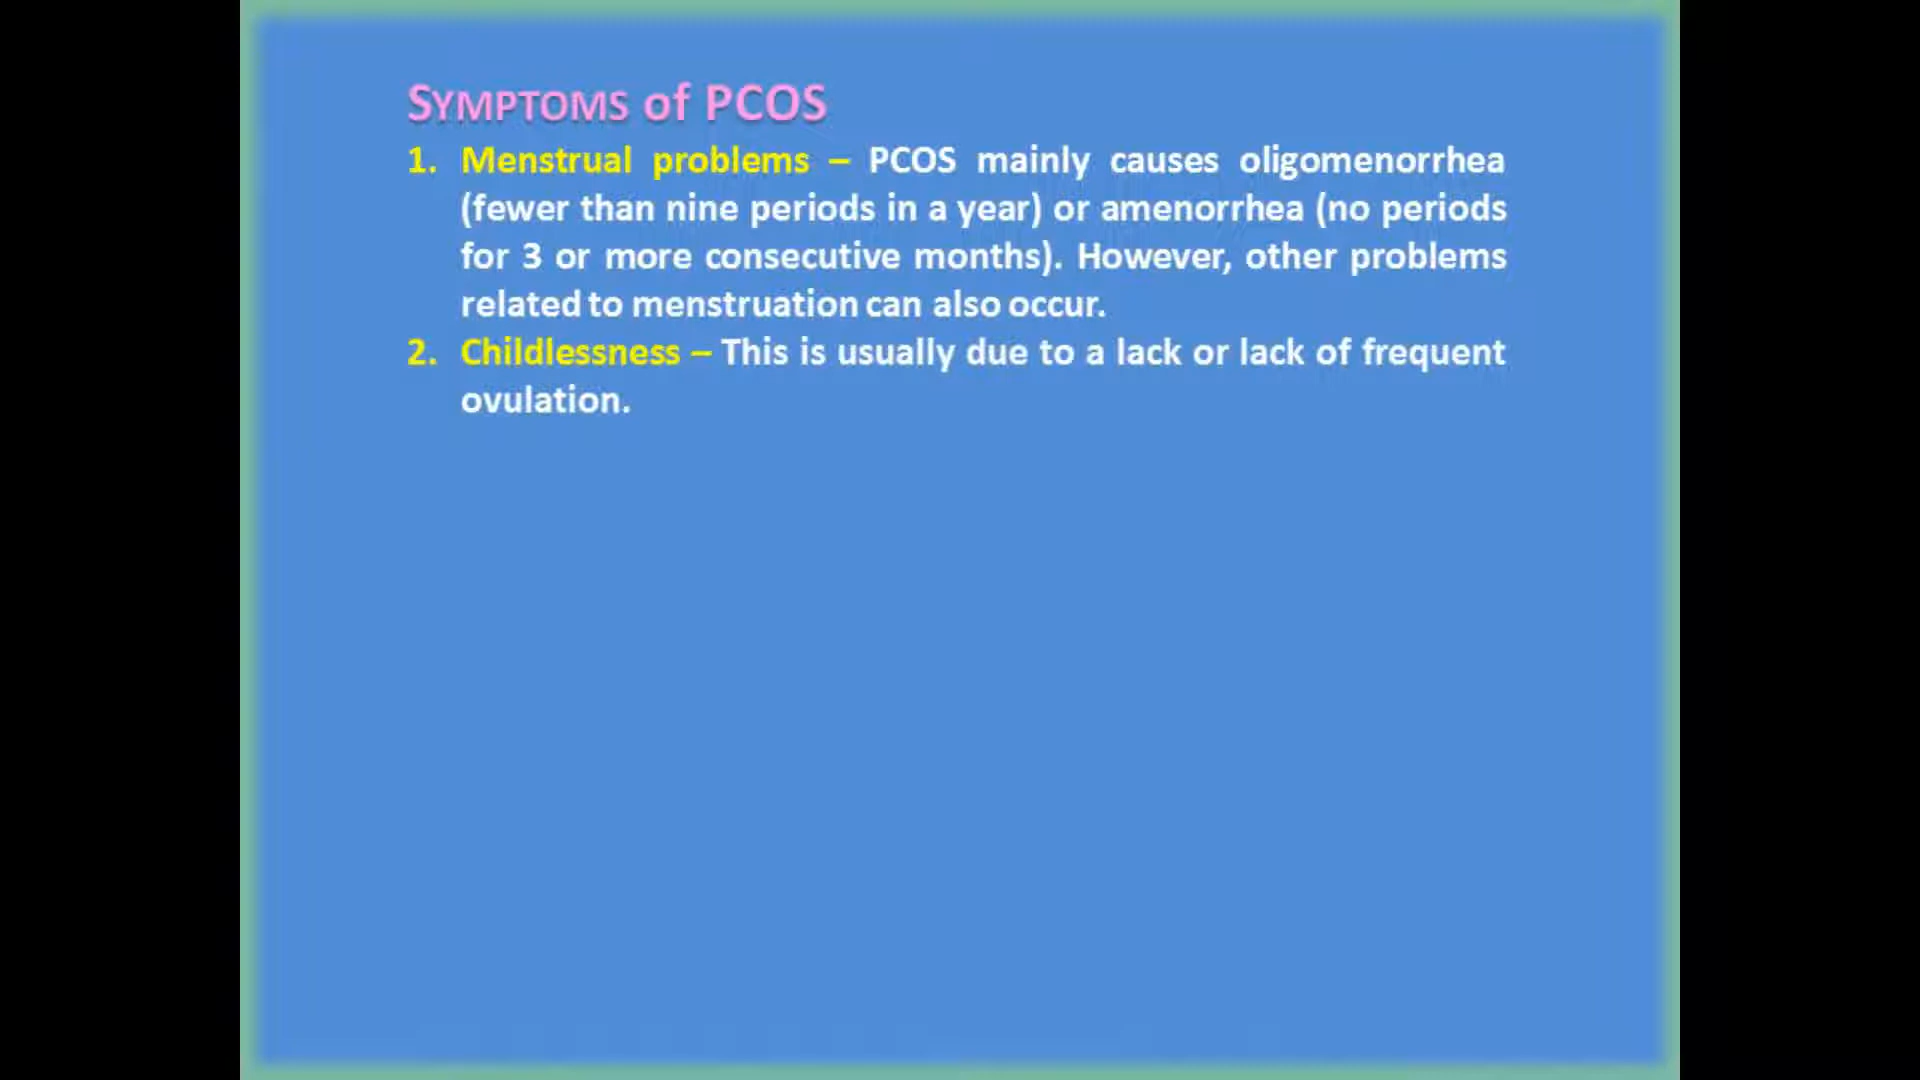 SYMPTOMS of PCOS
1. Menstrual problems – PCOS mainly causes oligomenorrhea
(fewer than nine periods in a year) or amenorrhea (no periods
for 3 or more consecutive months). However, other problems
related to menstruation can also occur.
2. Childlessness – This is usually due to a lack or lack of frequent
ovulation.